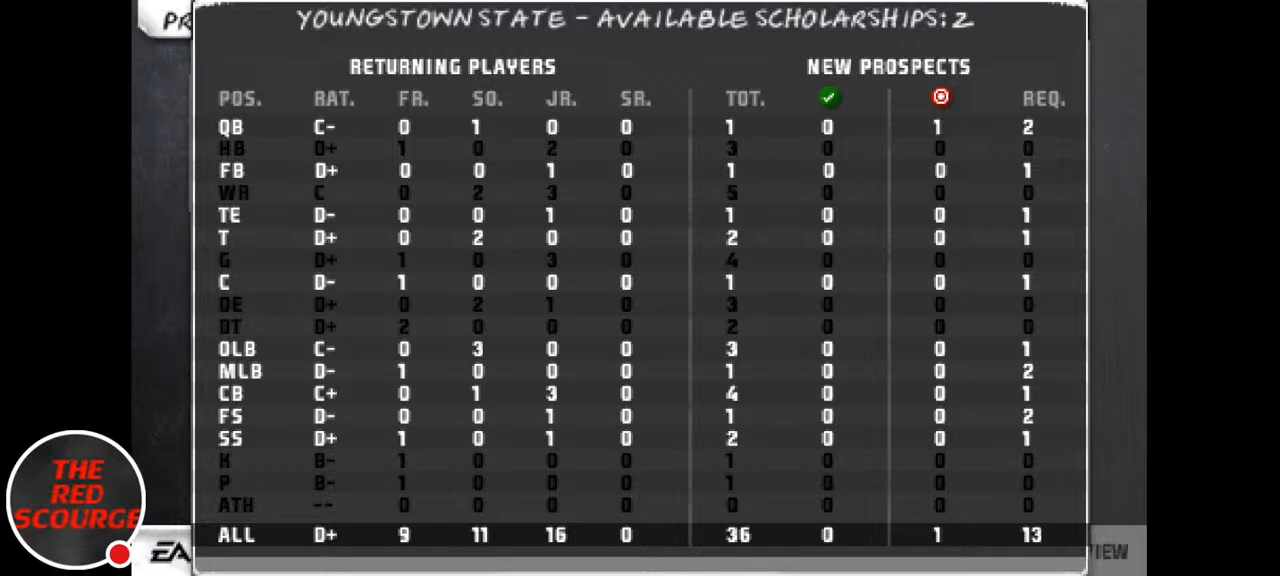 PR
YOUNGSTOWN STATE - AVAILABLE SCHOLARSHIPS: 2
RETURNING PLAYERS NEW PROSPECTS
POS. RAT. FR. SO. JR. SR. TOT. REQ.
QB C- 0 1 0 0 1 0 1 2
HB D+ 1 0 2 0 3 0 0 0
FB D+ 0 0 1 0 1 0 0 1
WR C 0 2 3 0 5 0 0 0
TE D- 0 0 1 0 1 0 0 1
T D+ 0 2 0 0 2 0 0 1
G D+ 1 0 3 0 4 0 0 0
C D- 1 0 0 0 1 0 0 1
DE D+ 0 2 1 0 3 0 0 0
DT D+ 2 0 0 0 2 0 0 0
OLB C- 0 3 0 0 3 0 0 1
MLB D- 1 0 0 0 1 0 0 2
CB C+ 0 1 3 0 4 0 0 1
FS D- 0 0 1 0 1 0 0 2
SS D+ 1 0 1 0 2 0 0 1
K B- 1 0 0 0 1 0 0 0
P B- 1 0 0 0 1 0 0 0
ATH -- 0 0 0 0 0 0 0 0
ALL D+ 9 11 16 0 36 0 1 13
THE
RED
SCOURGE
EA
IEW